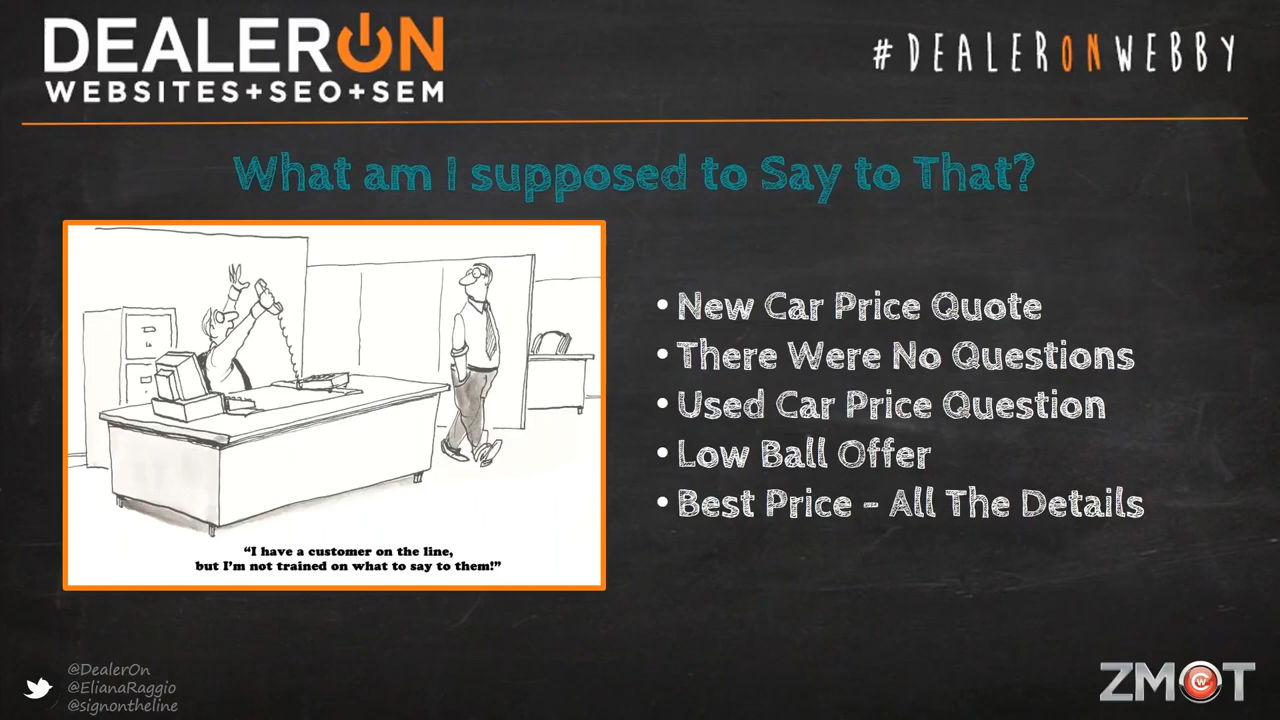 DEALERON
WEBSITES+SEO+SEM
#DEALERONWEBBY
What am I supposed to Say to That?
“I have a customer on the line,
but I’m not trained on what to say to them!”
• New Car Price Quote
• There Were No Questions
• Used Car Price Question
• Low Ball Offer
• Best Price – All The Details
@DealerOn
@ElianaRaggio
@signontheline
ZMOT